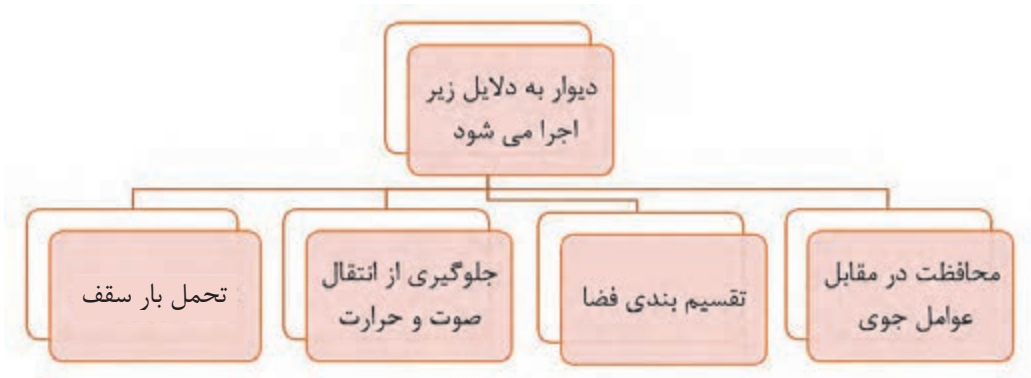 دیوار به دلایل زیر
اجرا می شود
محافظت در مقابل
عوامل جوی
تقسیم بندی فضا
جلوگیری از انتقال
صوت و حرارت
تحمل بار سقف